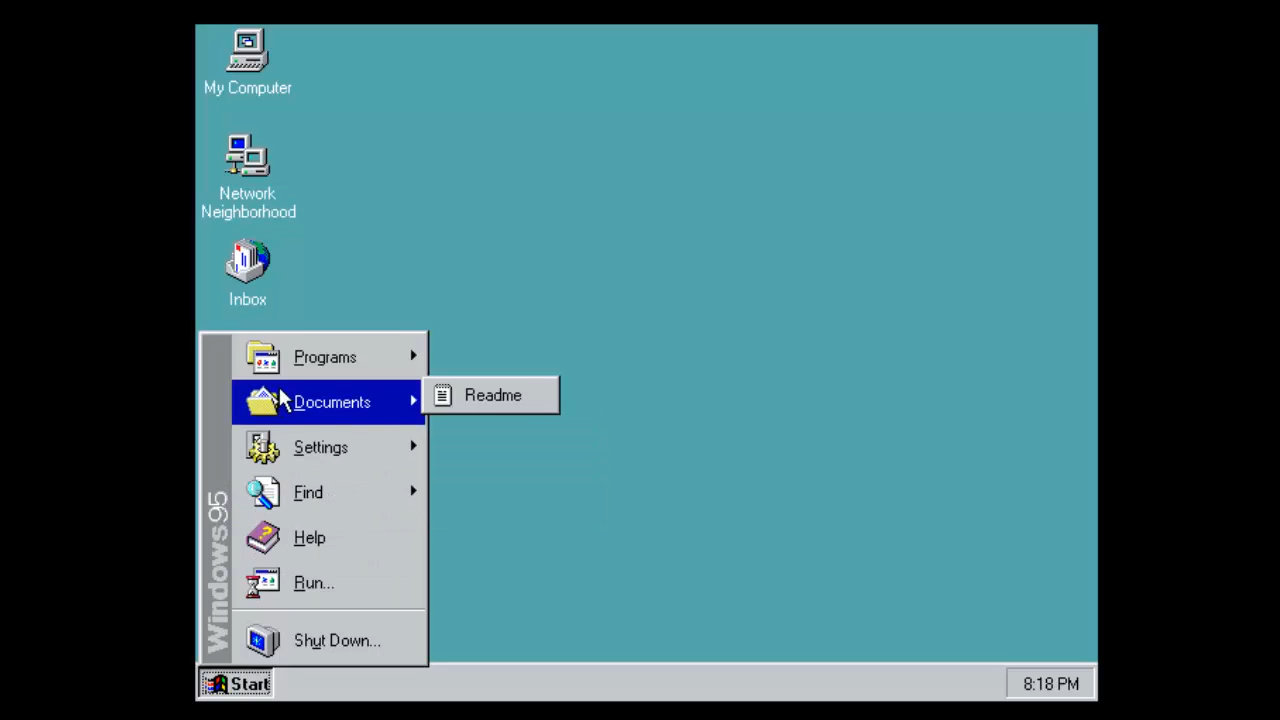 My Computer
Network
Neighborhood
Inbox
Programs
Documents
Readme
Settings
Find
Help
Run...
Shut Down...
Windows95
Start
8:18 PM